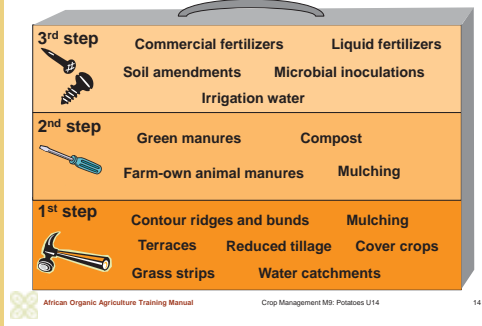 3rd step
Commercial fertilizers Liquid fertilizers
Soil amendments Microbial inoculations
Irrigation water
2nd step
Green manures Compost
Farm-own animal manures Mulching
1st step
Contour ridges and bunds Mulching
Terraces Reduced tillage Cover crops
Grass strips Water catchments
African Organic Agriculture Training Manual Crop Management M9: Potatoes U14 14